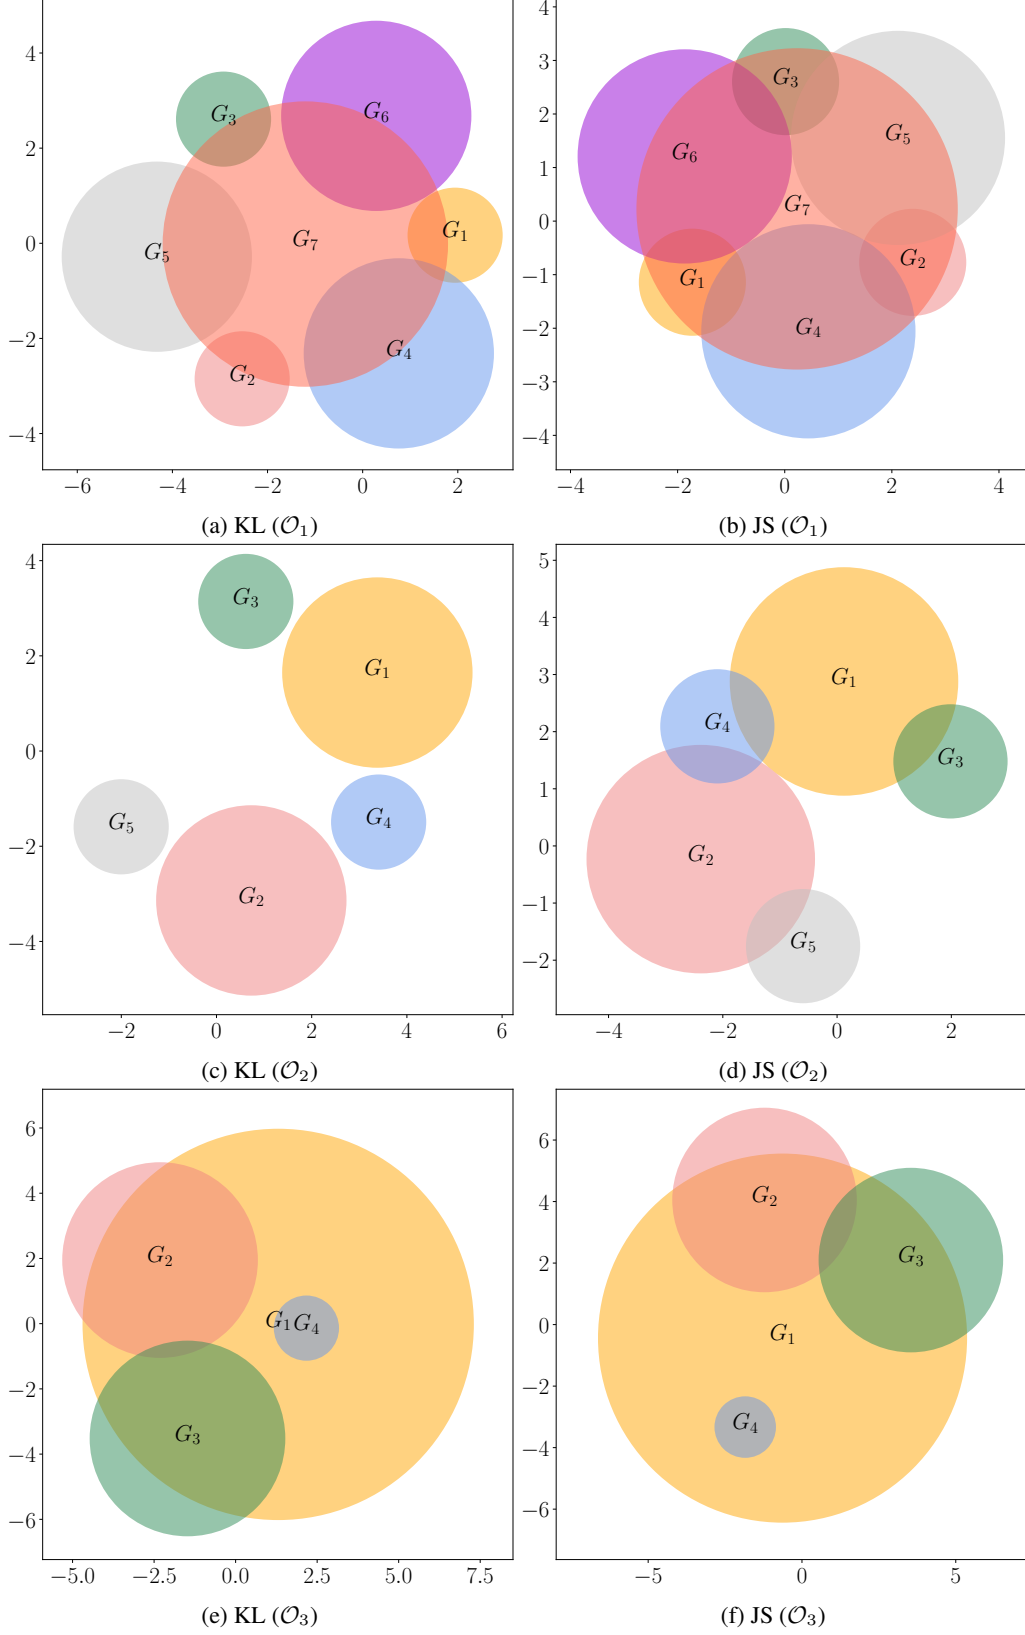 4
2
0
−2
−4
−6
−4
−2
0
2
G3
G6
G5
G7
G1
G4
G2
(a) KL (O1)
4
3
2
1
0
−1
−2
−3
−4
−4
−2
0
2
4
G3
G5
G6
G7
G1
G2
G4
(b) JS (O1)
4
2
0
−2
−4
−2
0
2
4
6
G3
G1
G5
G4
G2
(c) KL (O2)
5
4
3
2
1
0
−1
−2
−4
−2
0
2
G1
G4
G3
G2
G5
(d) JS (O2)
6
4
2
0
−2
−4
−6
−5.0
−2.5
0.0
2.5
5.0
7.5
G2
G1
G4
G3
(e) KL (O3)
6
4
2
0
−2
−4
−6
−5
0
5
G2
G3
G1
G4
(f) JS (O3)